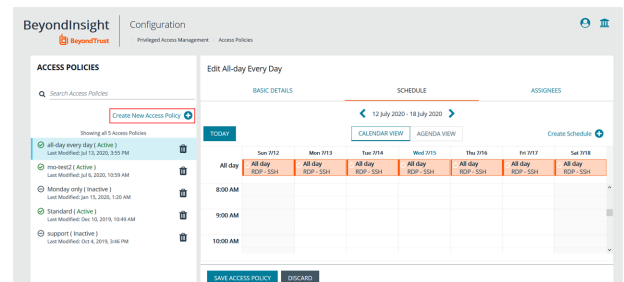 BeyondInsight
BeyondTrust
Configuration
Privileged Access Management
Access Policies
ACCESS POLICIES
Search Access Policies
Create New Access Policy
Showing all 5 Access Policies
all-day every day ( Active )
Last Modified: Jul 13, 2020, 3:55 PM
mo-test2 ( Active )
Last Modified: Jul 6, 2020, 10:59 AM
Monday only ( Inactive )
Last Modified: Jan 15, 2020, 1:20 AM
Standard ( Active )
Last Modified: Dec 10, 2019, 10:49 AM
support ( Inactive )
Last Modified: Oct 4, 2019, 3:46 PM
Edit All-day Every Day
BASIC DETAILS SCHEDULE ASSIGNEES
12 July 2020 - 18 July 2020
TODAY CALENDAR VIEW AGENDA VIEW Create Schedule
Sun 7/12 Mon 7/13 Tue 7/14 Wed 7/15 Thu 7/16 Fri 7/17 Sat 7/18
All day All day All day All day All day All day All day All day
RDP - SSH RDP - SSH RDP - SSH RDP - SSH RDP - SSH RDP - SSH RDP - SSH
8:00 AM
9:00 AM
10:00 AM
SAVE ACCESS POLICY DISCARD